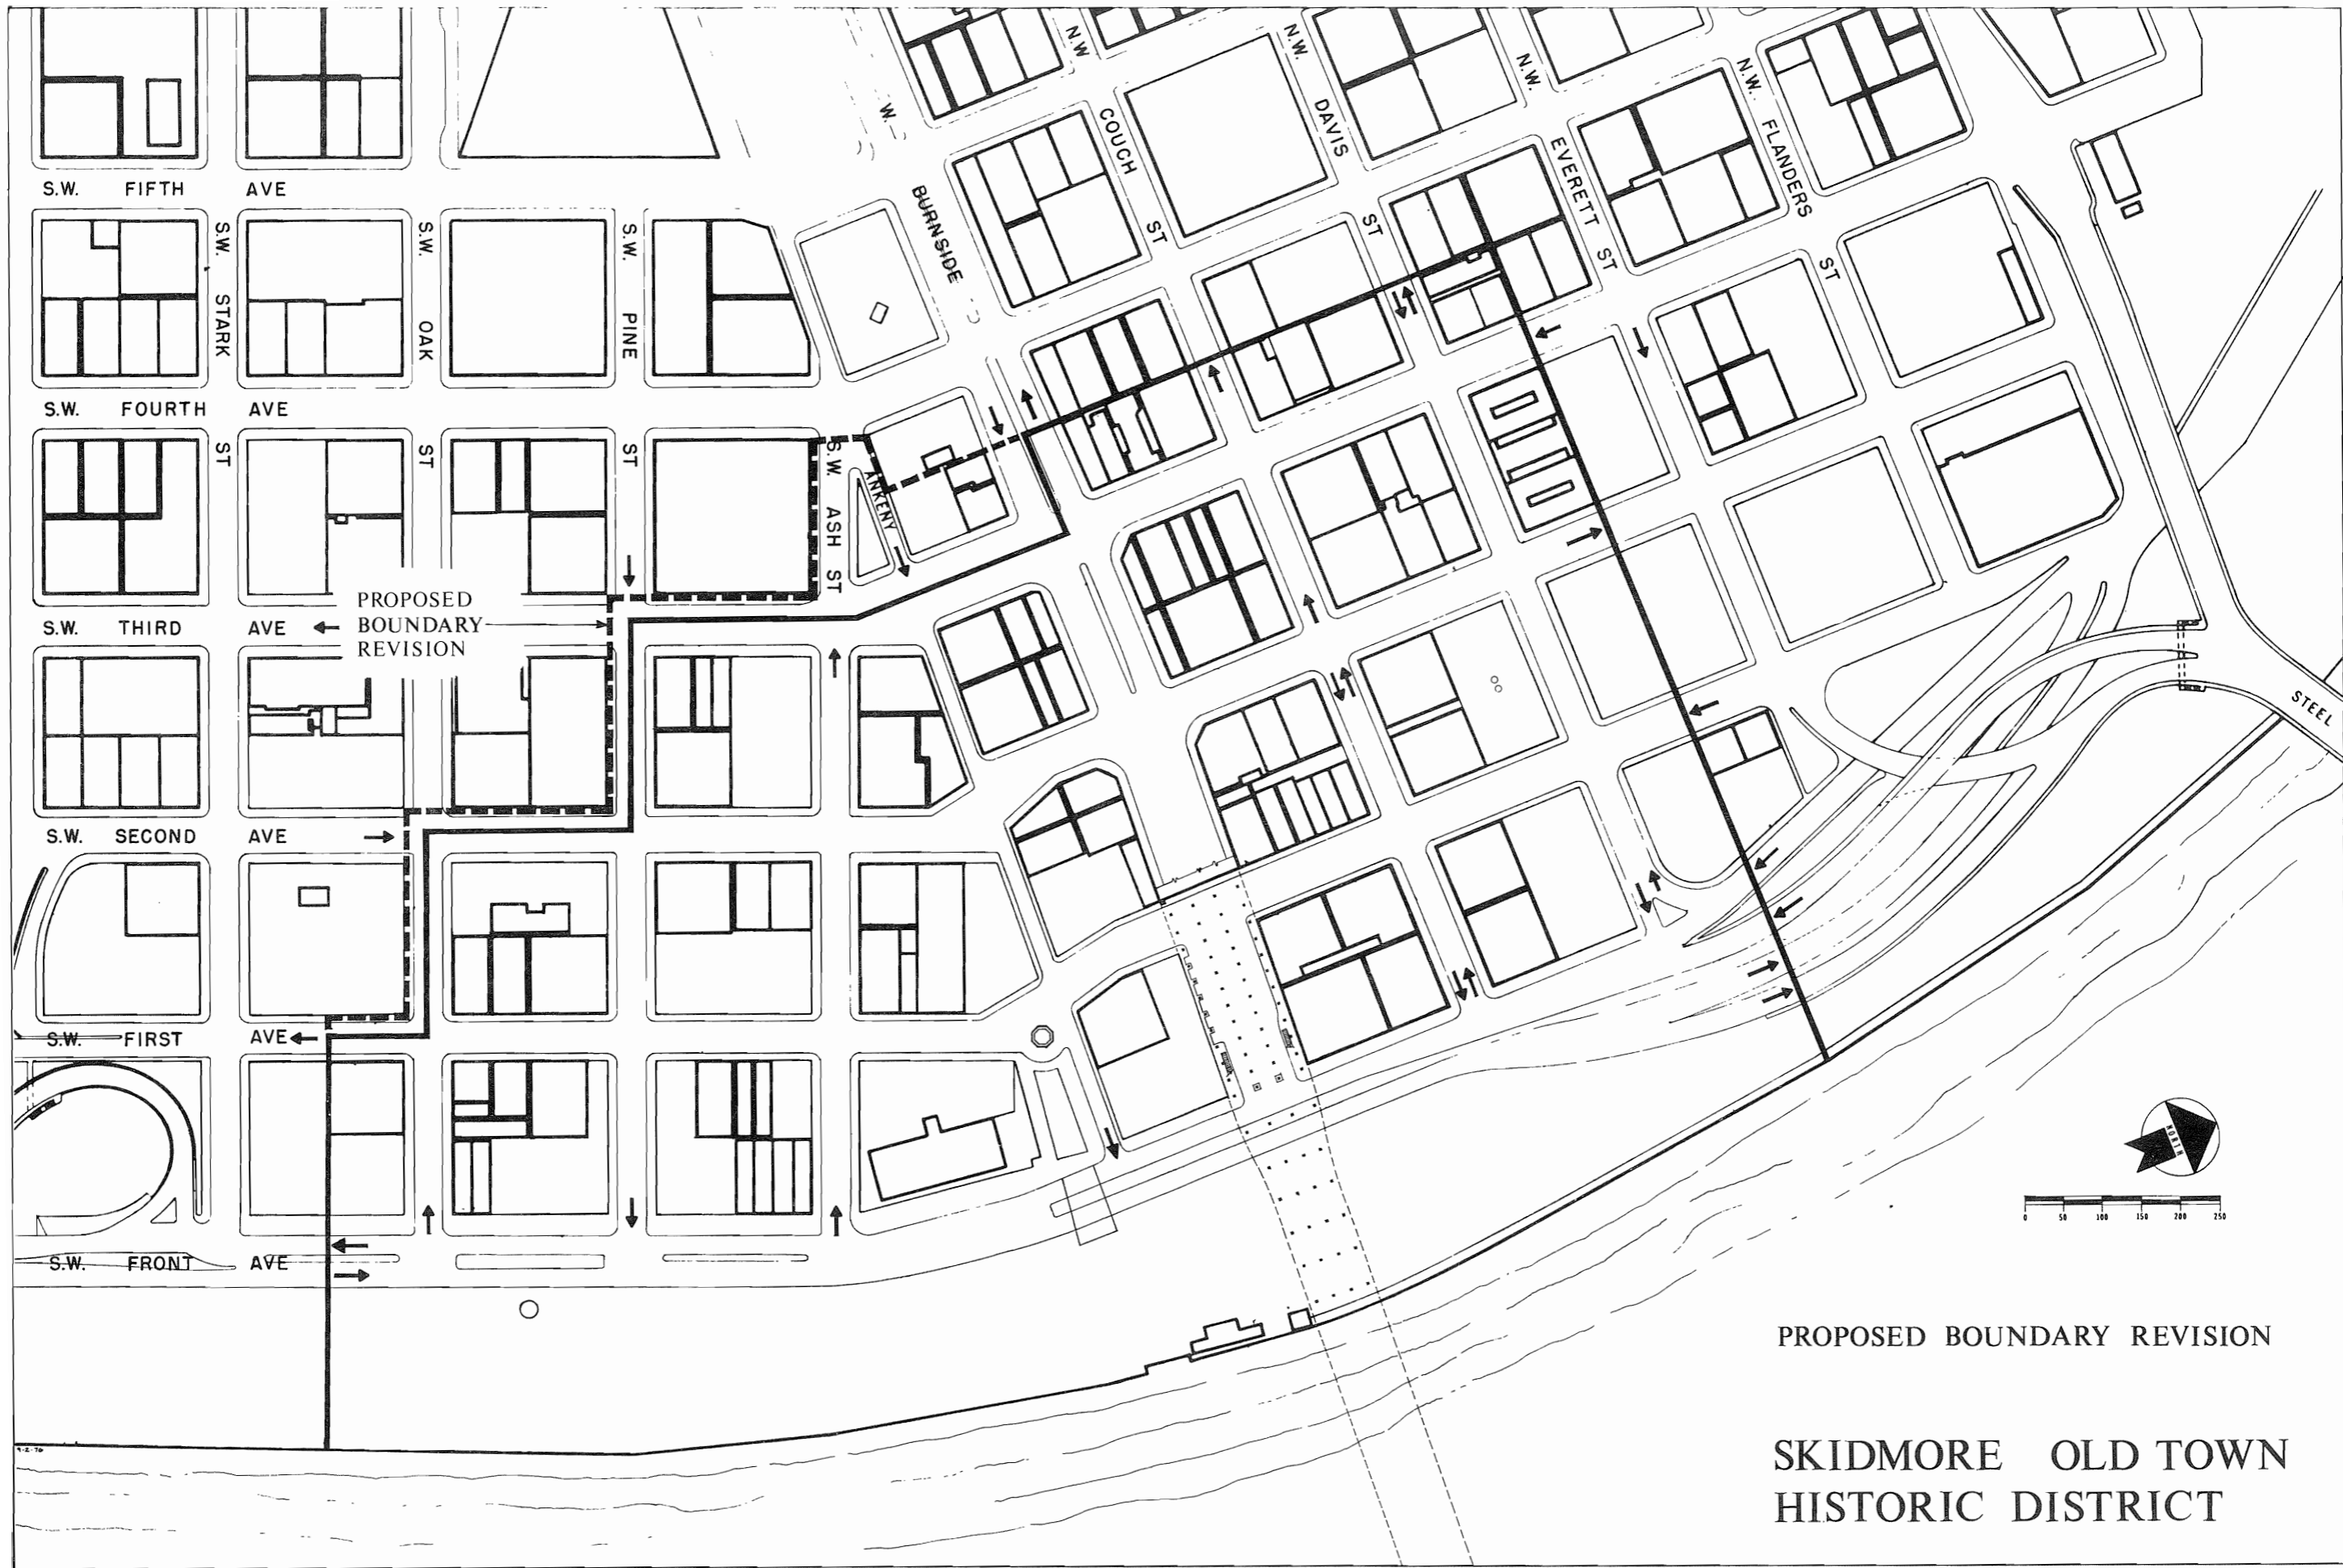 N.W.
COUCH
ST
N.W.
DAVIS
ST
N.W.
EVERETT ST
N.W.
FLANDERS
ST
W.
BURNSIDE
S.W. FIFTH AVE
S.W. STARK ST
S.W. OAK ST
S.W. PINE ST
S.W. FOURTH AVE
S.W. ASH ST
ANKENY
PROPOSED
BOUNDARY
REVISION
S.W. THIRD AVE
STEEL
S.W. SECOND AVE
S.W. FIRST AVE
NORTH
0 50 100 150 200 250
S.W. FRONT AVE
PROPOSED BOUNDARY REVISION
SKIDMORE OLD TOWN
HISTORIC DISTRICT